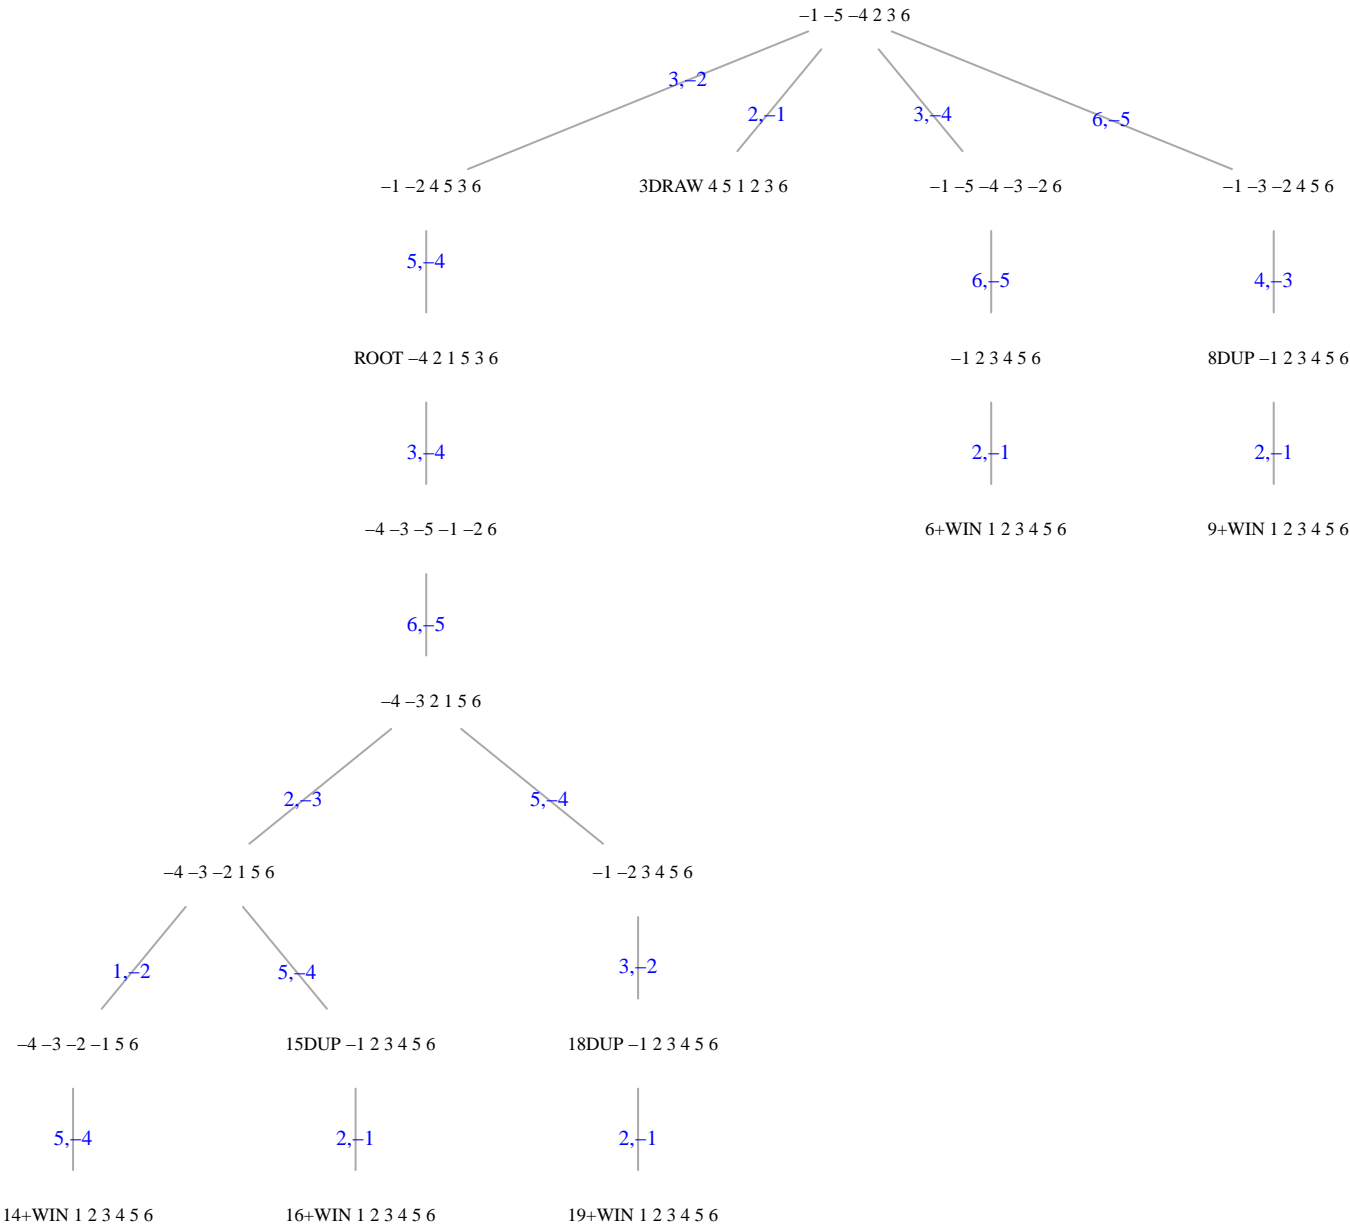 –1 –5 –4 2 3 6
3,–2
2,–1
3,–4
6,–5
–1 –2 4 5 3 6
3DRAW 4 5 1 2 3 6
–1 –5 –4 –3 –2 6
–1 –3 –2 4 5 6
5,–4
6,–5
4,–3
ROOT –4 2 1 5 3 6
–1 2 3 4 5 6
8DUP –1 2 3 4 5 6
3,–4
2,–1
2,–1
–4 –3 –5 –1 –2 6
6+WIN 1 2 3 4 5 6
9+WIN 1 2 3 4 5 6
6,–5
–4 –3 2 1 5 6
2,–3
5,–4
–4 –3 –2 1 5 6
–1 –2 3 4 5 6
1,–2
5,–4
3,–2
–4 –3 –2 –1 5 6
15DUP –1 2 3 4 5 6
18DUP –1 2 3 4 5 6
5,–4
2,–1
2,–1
14+WIN 1 2 3 4 5 6
16+WIN 1 2 3 4 5 6
19+WIN 1 2 3 4 5 6